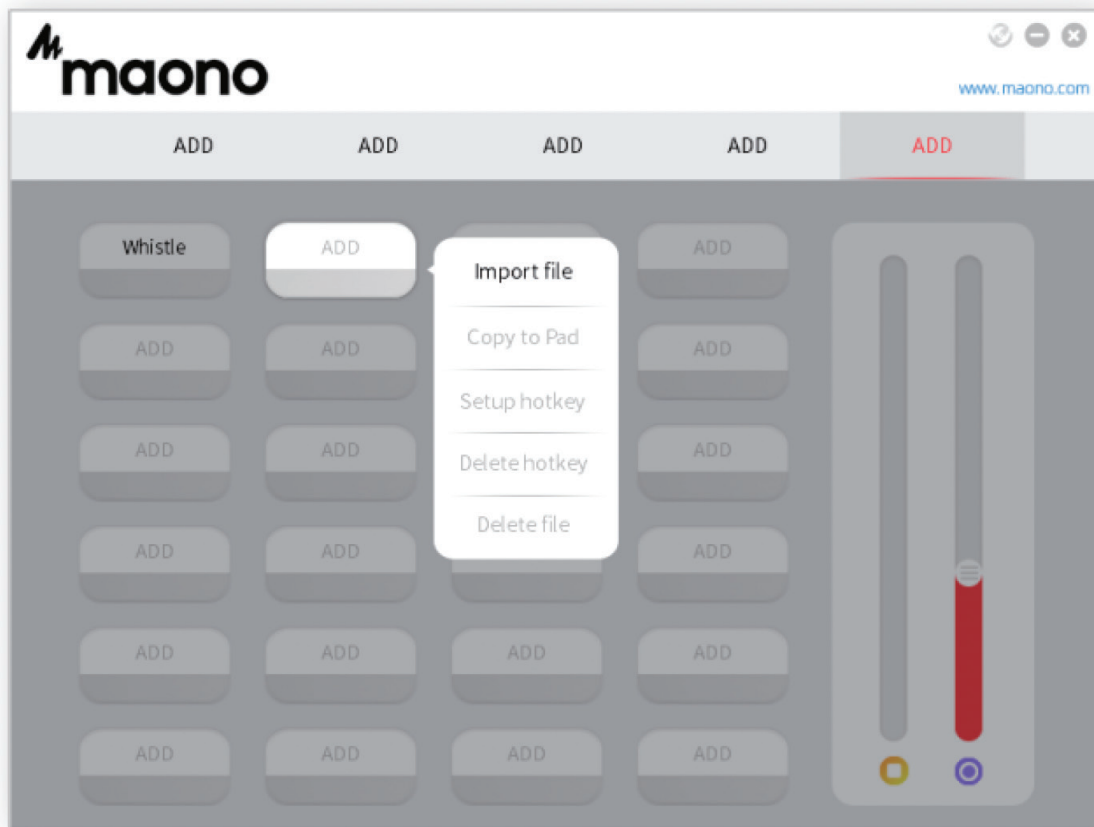 maono
www.maono.com
ADD ADD ADD ADD ADD
Whistle ADD ADD
Import file
ADD ADD ADD
Copy to Pad
Setup hotkey
ADD ADD ADD
Delete hotkey
Delete file
ADD ADD ADD
ADD ADD ADD ADD
ADD ADD ADD ADD